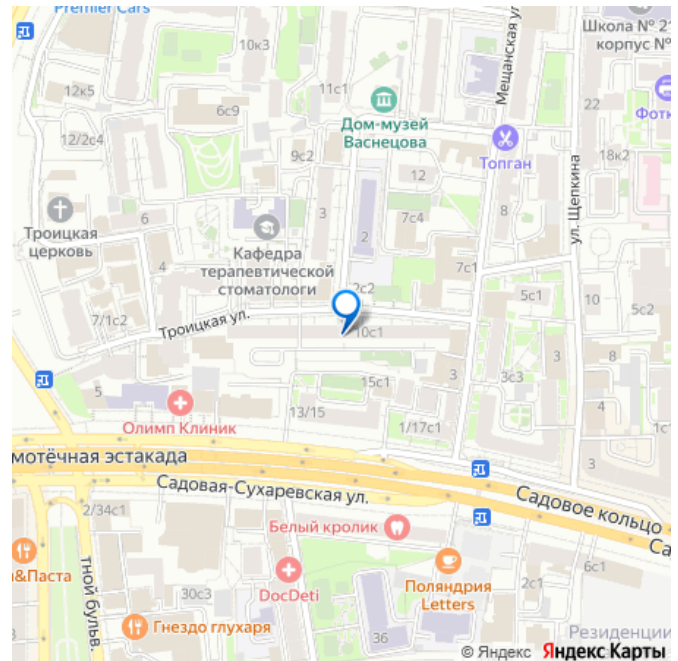 Premier Cars
10к3
Мещанская ул.
Школа № 21
корпус №
12к5
11с1
22
6с9
Фотк
Дом-музей
Васнецова
12/2с4
9с2
Топган
18к2
ул. Щепкина
12
3
6
8
7с4
Троицкая
церковь
2
Кафедра
терапевтической
стоматологи
4
7с1
2с2
5с1
10
5с2
7/1с2
Троицкая ул.
10с1
3
3с3
8
5
15с1
4
13/15
Олимп Клиник
1/17с1
1с1
3
мотёчная эстакада
Садовая-Сухаревская ул.
Садовое кольцо
Са
2/34с1
Белый кролик
6с1
а&Паста
тной бульв.
DocDeti
Поляндрия
Letters
2с1
30с3
Гнездо глухаря
36
Резиденции
© Яндекс Яндекс Карты